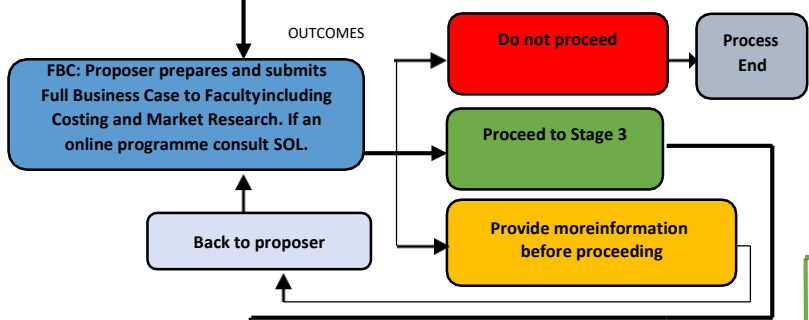 OUTCOMES
Do not proceed
Process
End
FBC: Proposer prepares and submits
Full Business Case to Facultyincluding
Costing and Market Research. If an
online programme consult SOL.
Proceed to Stage 3
Back to proposer
Provide moreinformation
before proceeding